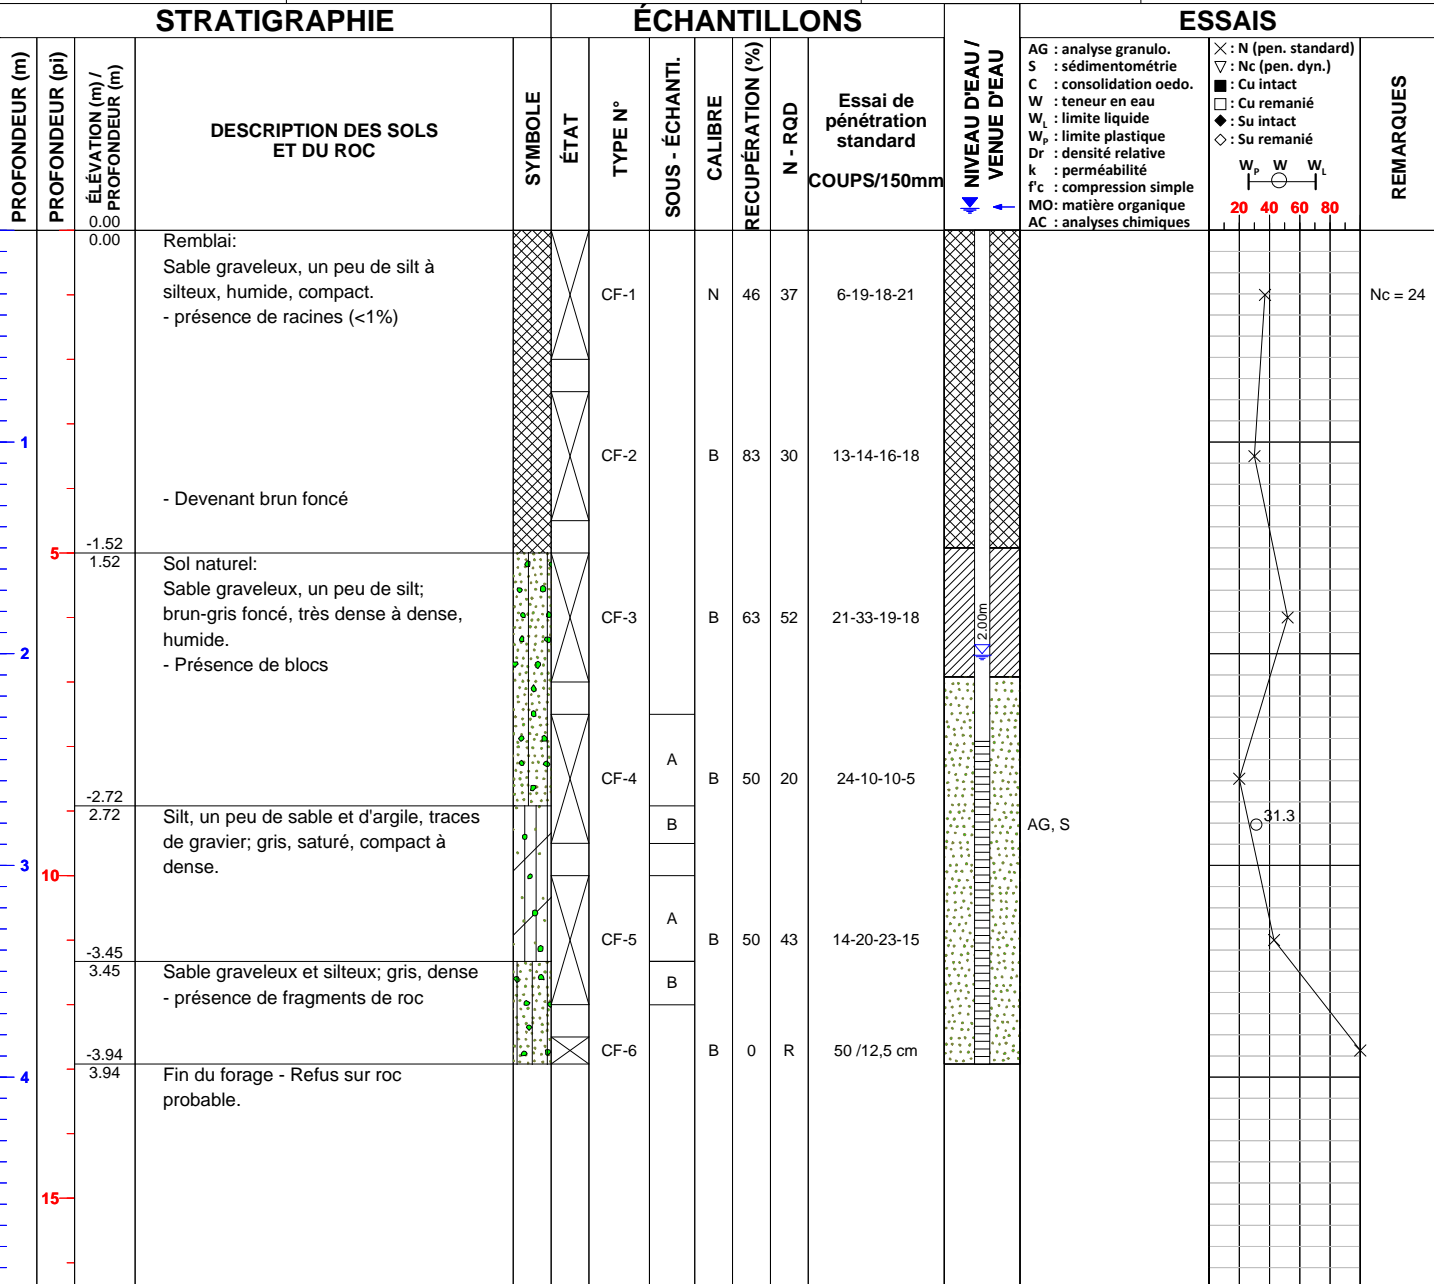 STRATIGRAPHIE
ÉCHANTILLONS
ESSAIS
PROFONDEUR (m)
PROFONDEUR (pi)
ÉLÉVATION (m) /
PROFONDEUR (m)
DESCRIPTION DES SOLS
ET DU ROC
SYMBOLE
ÉTAT
TYPE N°
SOUS - ÉCHANTI.
CALIBRE
RECUPÉRATION (%)
N - RQD
Essai de
pénétration
standard
COUPS/150mm
NIVEAU D'EAU /
VENUE D'EAU
AG : analyse granulo.
S : sédimentométrie
C : consolidation oedo.
W : teneur en eau
WL : limite liquide
WP : limite plastique
Dr : densité relative
k : perméabilité
f'c : compression simple
MO: matière organique
AC : analyses chimiques
: N (pen. standard)
: Nc (pen. dyn.)
: Cu intact
: Cu remanié
: Su intact
: Su remanié
WP W WL
20 40 60 80
REMARQUES
0.00
0.00
Remblai:
Sable graveleux, un peu de silt à
silteux, humide, compact.
- présence de racines (<1%)
CF-1 N 46 37 6-19-18-21
Nc = 24
1
CF-2 B 83 30 13-14-16-18
- Devenant brun foncé
5
-1.52
1.52
Sol naturel:
Sable graveleux, un peu de silt;
brun-gris foncé, très dense à dense,
humide.
- Présence de blocs
CF-3 B 63 52 21-33-19-18
2.00m
2
CF-4 A B 50 20 24-10-10-5
-2.72
2.72
Silt, un peu de sable et d'argile, traces
de gravier; gris, saturé, compact à
dense.
B
AG, S
31.3
3
10
A
CF-5 B 50 43 14-20-23-15
-3.45
3.45
Sable graveleux et silteux; gris, dense
- présence de fragments de roc
B
CF-6 B 0 R 50 /12,5 cm
-3.94
3.94
Fin du forage - Refus sur roc
probable.
4
15